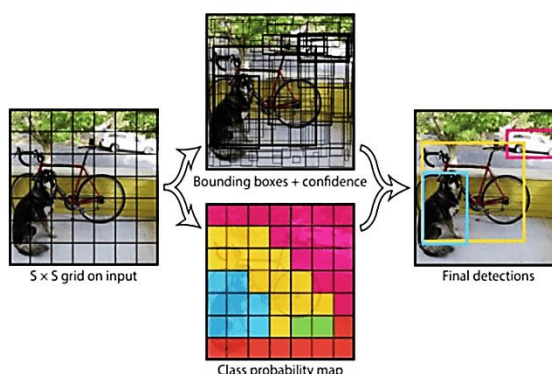 Bounding boxes + confidence
S × S grid on input
Final detections
Class probability map